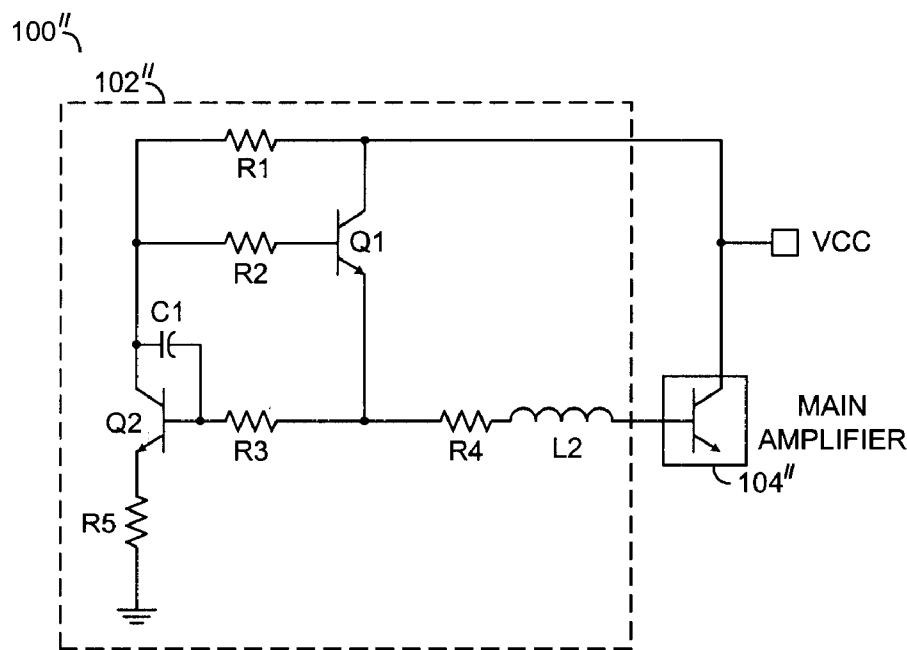 100″
102″
R1
Q1
VCC
R2
C1
Q2
R3
R4
L2
MAIN
AMPLIFIER
104″
R5